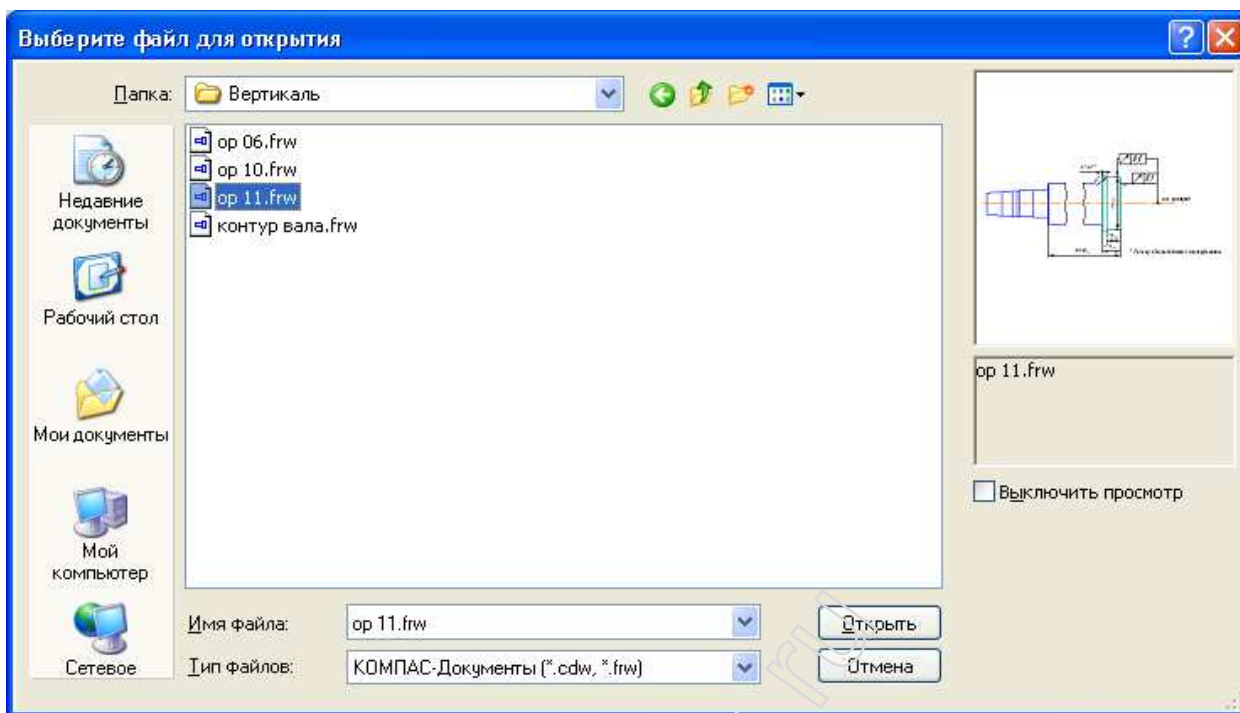 Выберите файл для открытия
Папка: Вертикаль
Недавние
документы
Рабочий стол
Мои документы
Мой
компьютер
Сетевое
op 06.frw
op 10.frw
op 11.frw
контур вала.frw
op 11.frw
Выключить просмотр
Имя файла: op 11.frw Открыть
Тип файлов: КОМПАС-Документы (*.cdw, *.frw) Отмена
ru